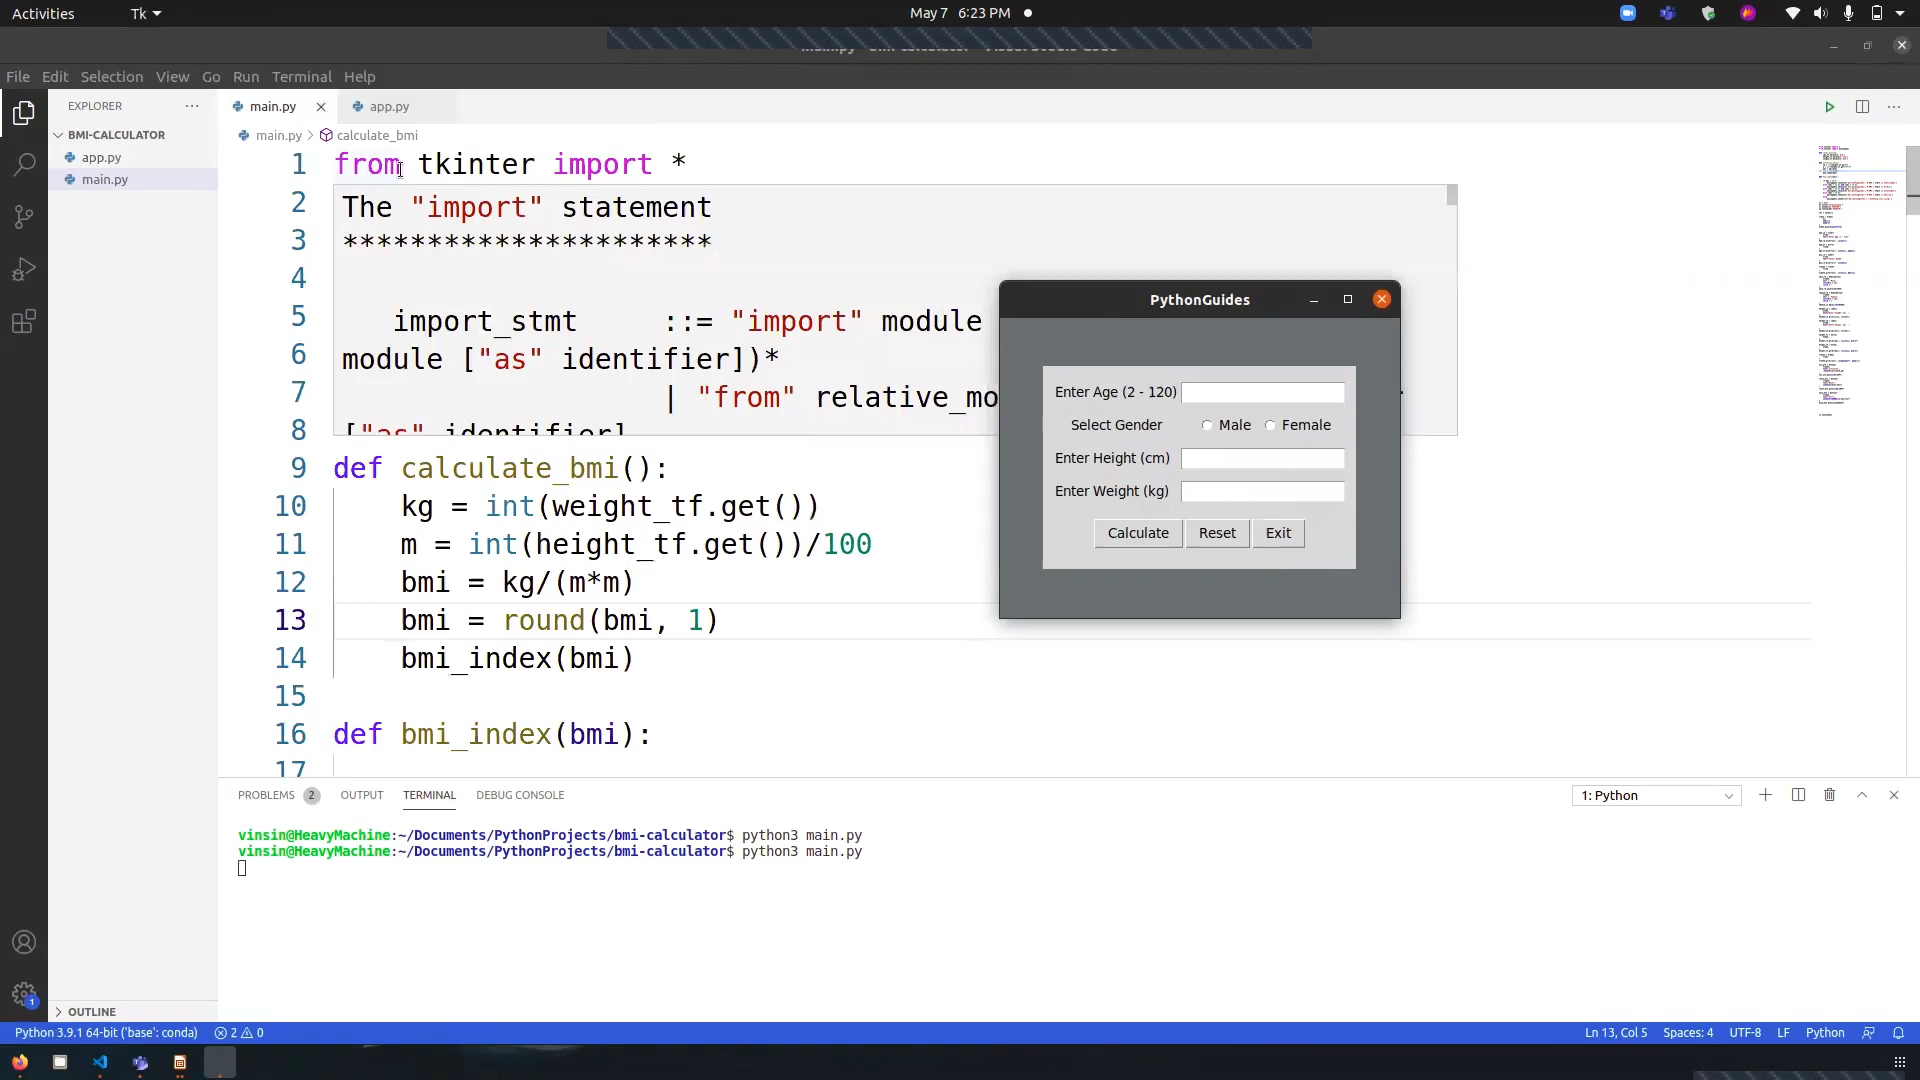 Activities
Tk
May 7 6:23 PM
File Edit Selection View Go Run Terminal Help
EXPLORER
main.py
app.py
BMI-CALCULATOR
app.py
main.py
main.py > calculate_bmi
1 from tkinter import *
2
3
4
5
6
7
8
The "import" statement
**********************
import_stmt ::= "import" module
module ["as" identifier])*
| "from" relative_mo
["as" identifier]
9 def calculate_bmi():
10 kg = int(weight_tf.get())
11 m = int(height_tf.get())/100
12 bmi = kg/(m*m)
13 bmi = round(bmi, 1)
14 bmi_index(bmi)
15
16 def bmi_index(bmi):
17
PythonGuides
Enter Age (2 - 120)
Select Gender Male Female
Enter Height (cm)
Enter Weight (kg)
Calculate Reset Exit
PROBLEMS 2 OUTPUT TERMINAL DEBUG CONSOLE
1: Python
vinsin@HeavyMachine:~/Documents/PythonProjects/bmi-calculator$ python3 main.py
vinsin@HeavyMachine:~/Documents/PythonProjects/bmi-calculator$ python3 main.py
1
OUTLINE
Python 3.9.1 64-bit ('base': conda) 2 0
Ln 13, Col 5 Spaces: 4 UTF-8 LF Python